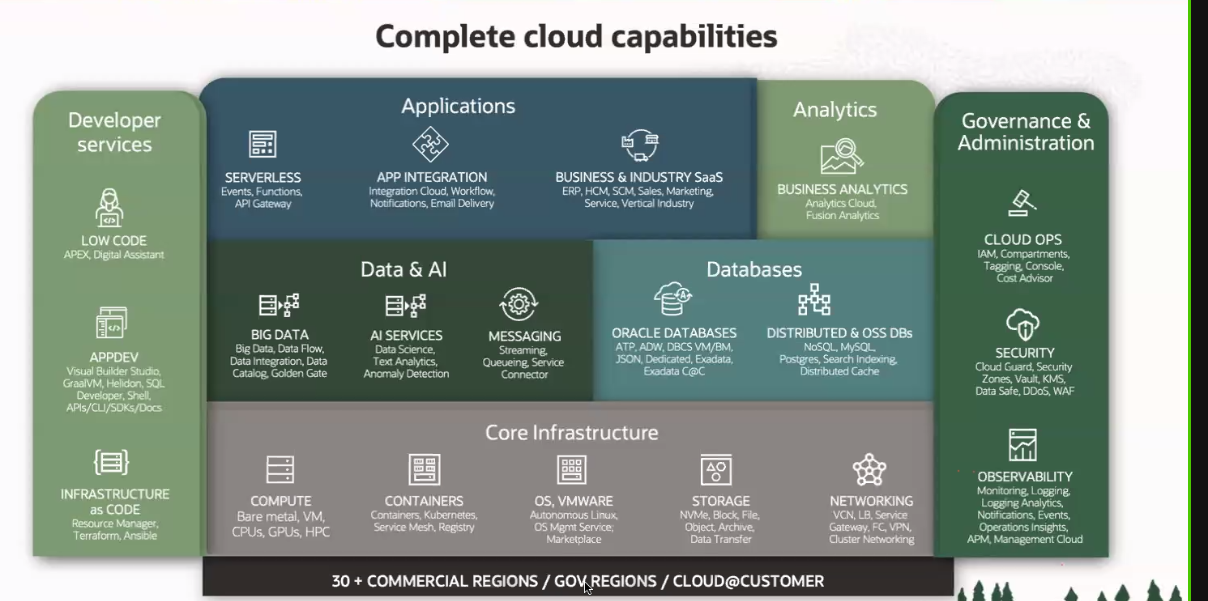 Complete cloud capabilities
Developer
services
LOW CODE
APEX, Digital Assistant
APPDEV
Visual Builder Studio,
GraalVM, Helidon, SQL
Developer, Shell,
APIs/CLI/SDKs/Docs
INFRASTRUCTURE
as CODE
Resource Manager,
Terraform, Ansible
Applications
SERVERLESS
Events, Functions,
API Gateway
APP INTEGRATION
Integration Cloud, Workflow,
Notifications, Email Delivery
BUSINESS & INDUSTRY SaaS
ERP, HCM, SCM, Sales, Marketing,
Service, Vertical Industry
Analytics
BUSINESS ANALYTICS
Analytics Cloud,
Fusion Analytics
Data & AI
BIG DATA
Big Data, Data Flow,
Data Integration, Data
Catalog, Golden Gate
AI SERVICES
Data Science,
Text Analytics,
Anomaly Detection
MESSAGING
Streaming,
Queueing, Service
Connector
Databases
ORACLE DATABASES
ATP, ADW, DBCS VM/BM,
JSON, Dedicated, Exadata,
Exadata C@C
DISTRIBUTED & OSS DBs
NoSQL, MySQL,
Postgres, Search Indexing,
Distributed Cache
Core Infrastructure
COMPUTE
Bare metal, VM,
CPUs, GPUs, HPC
CONTAINERS
Containers, Kubernetes,
Service Mesh, Registry
OS, VMWARE
Autonomous Linux,
OS Mgmt Service,
Marketplace
STORAGE
NVMe, Block, File,
Object, Archive,
Data Transfer
NETWORKING
VCN, LB, Service
Gateway, FC, VPN,
Cluster Networking
Governance &
Administration
CLOUD OPS
IAM, Compartments,
Tagging, Console,
Cost Advisor
SECURITY
Cloud Guard, Security
Zones, Vault, KMS,
Data Safe, DDoS, WAF
OBSERVABILITY
Monitoring, Logging,
Logging Analytics,
Notifications, Events,
Operations Insights,
APM, Management Cloud
30 + COMMERCIAL REGIONS / GOV REGIONS / CLOUD@CUSTOMER